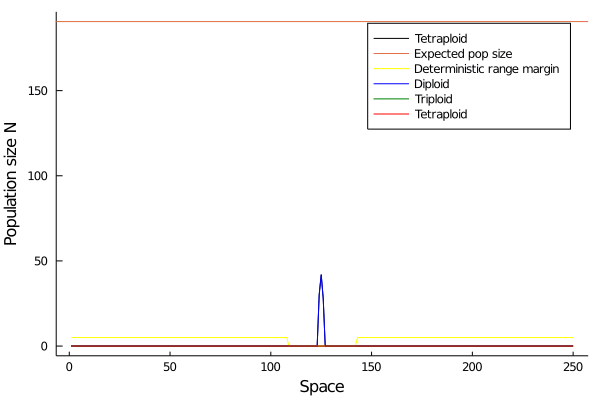 Tetraploid
Expected pop size
Deterministic range margin
Diploid
Triploid
Tetraploid
Population size N
150
100
50
0
0 50 100 150 200 250
Space